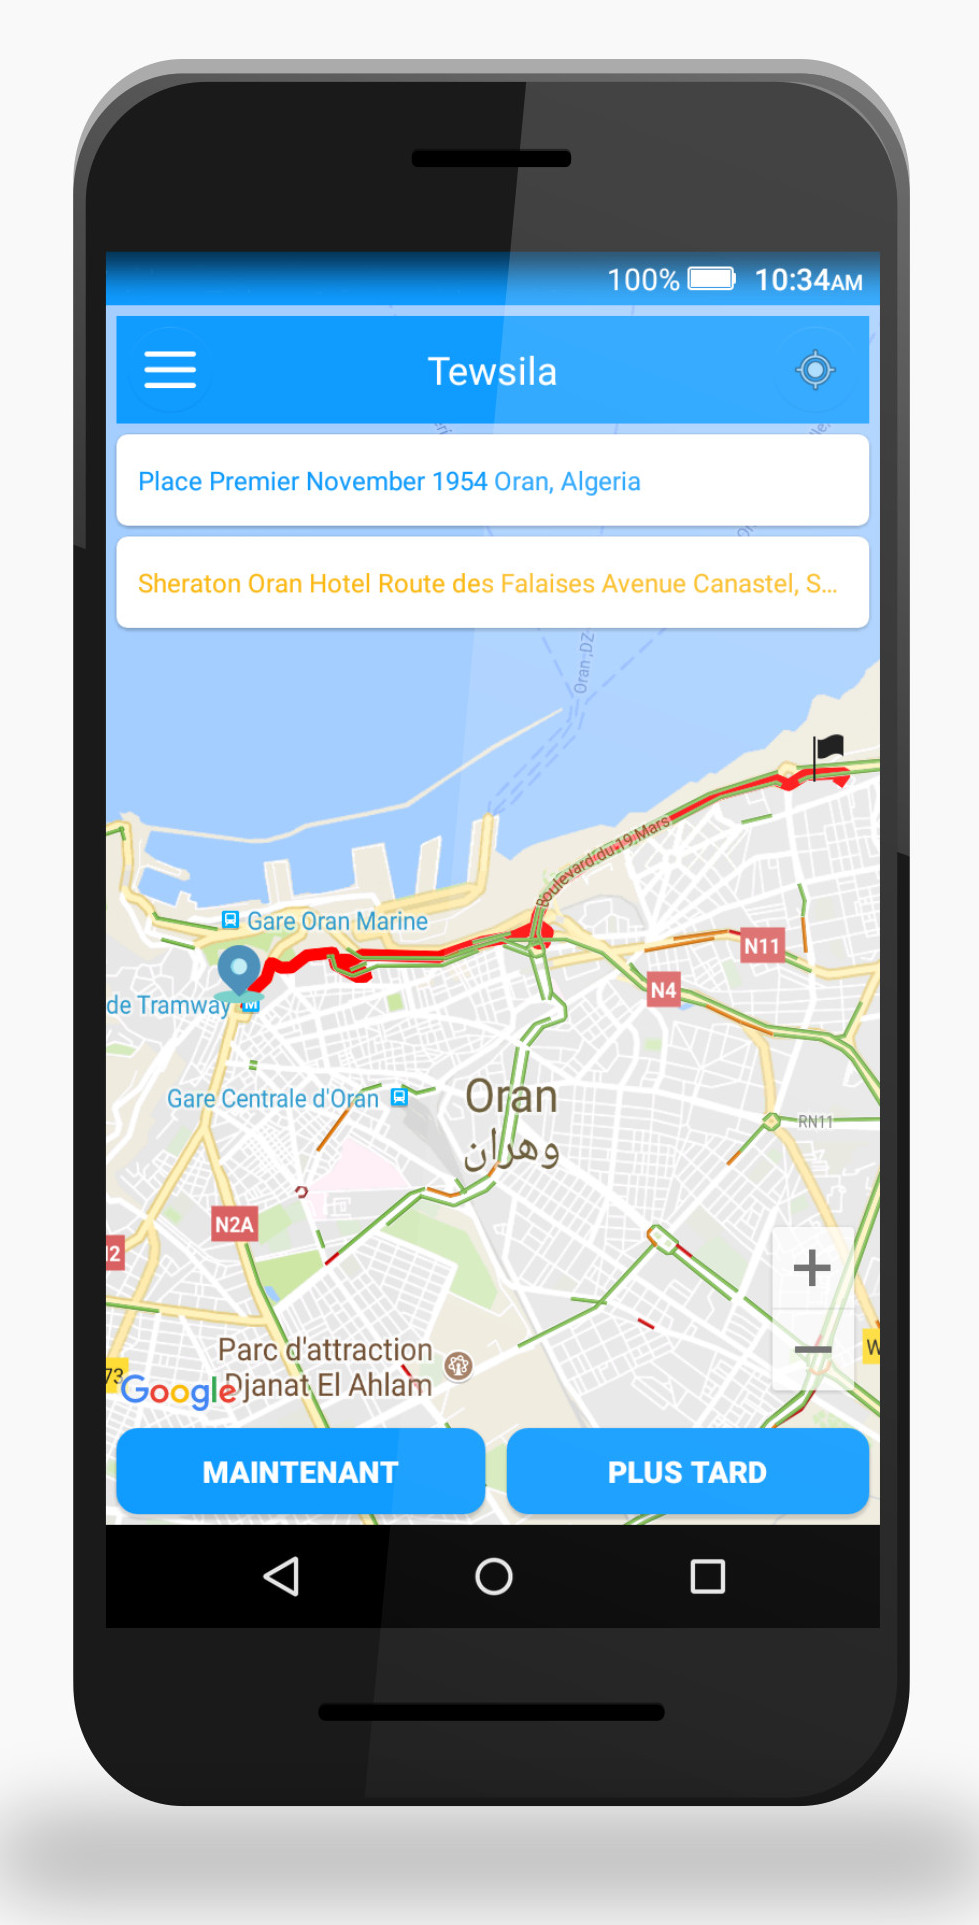 100% 10:34AM
Tewsila
Place Premier November 1954 Oran, Algeria
Sheraton Oran Hotel Route des Falaises Avenue Canastel, S...
Oran, DZ
Boulevard du 19 Mars
Gare Oran Marine
N11
N4
de Tramway
M
Gare Centrale d'Oran
Oran
وهران
RN11
N2A
+
−
Parc d'attraction
Djanat El Ahlam
73
W
Google
MAINTENANT
PLUS TARD